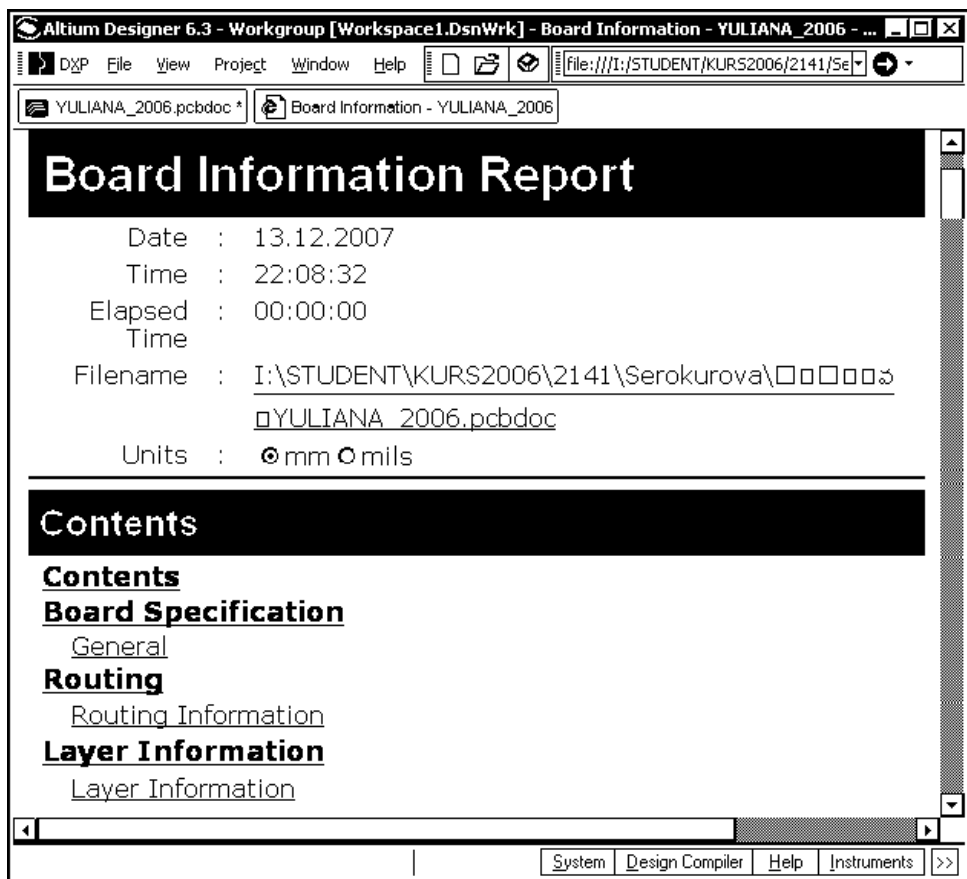 Altium Designer 6.3 - Workgroup [Workspace1.DsnWrk] - Board Information - YULIANA_2006 - ...
DXP File View Project Window Help file:///I:/STUDENT/KURS2006/2141/Se
YULIANA_2006.pcbdoc * Board Information - YULIANA_2006
Board Information Report
Date : 13.12.2007
Time : 22:08:32
Elapsed Time : 00:00:00
Filename : I:\STUDENT\KURS2006\2141\Serokurova\
YULIANA_2006.pcbdoc
Units : mm mils
Contents
Contents
Board Specification
General
Routing
Routing Information
Layer Information
Layer Information
System Design Compiler Help Instruments >>